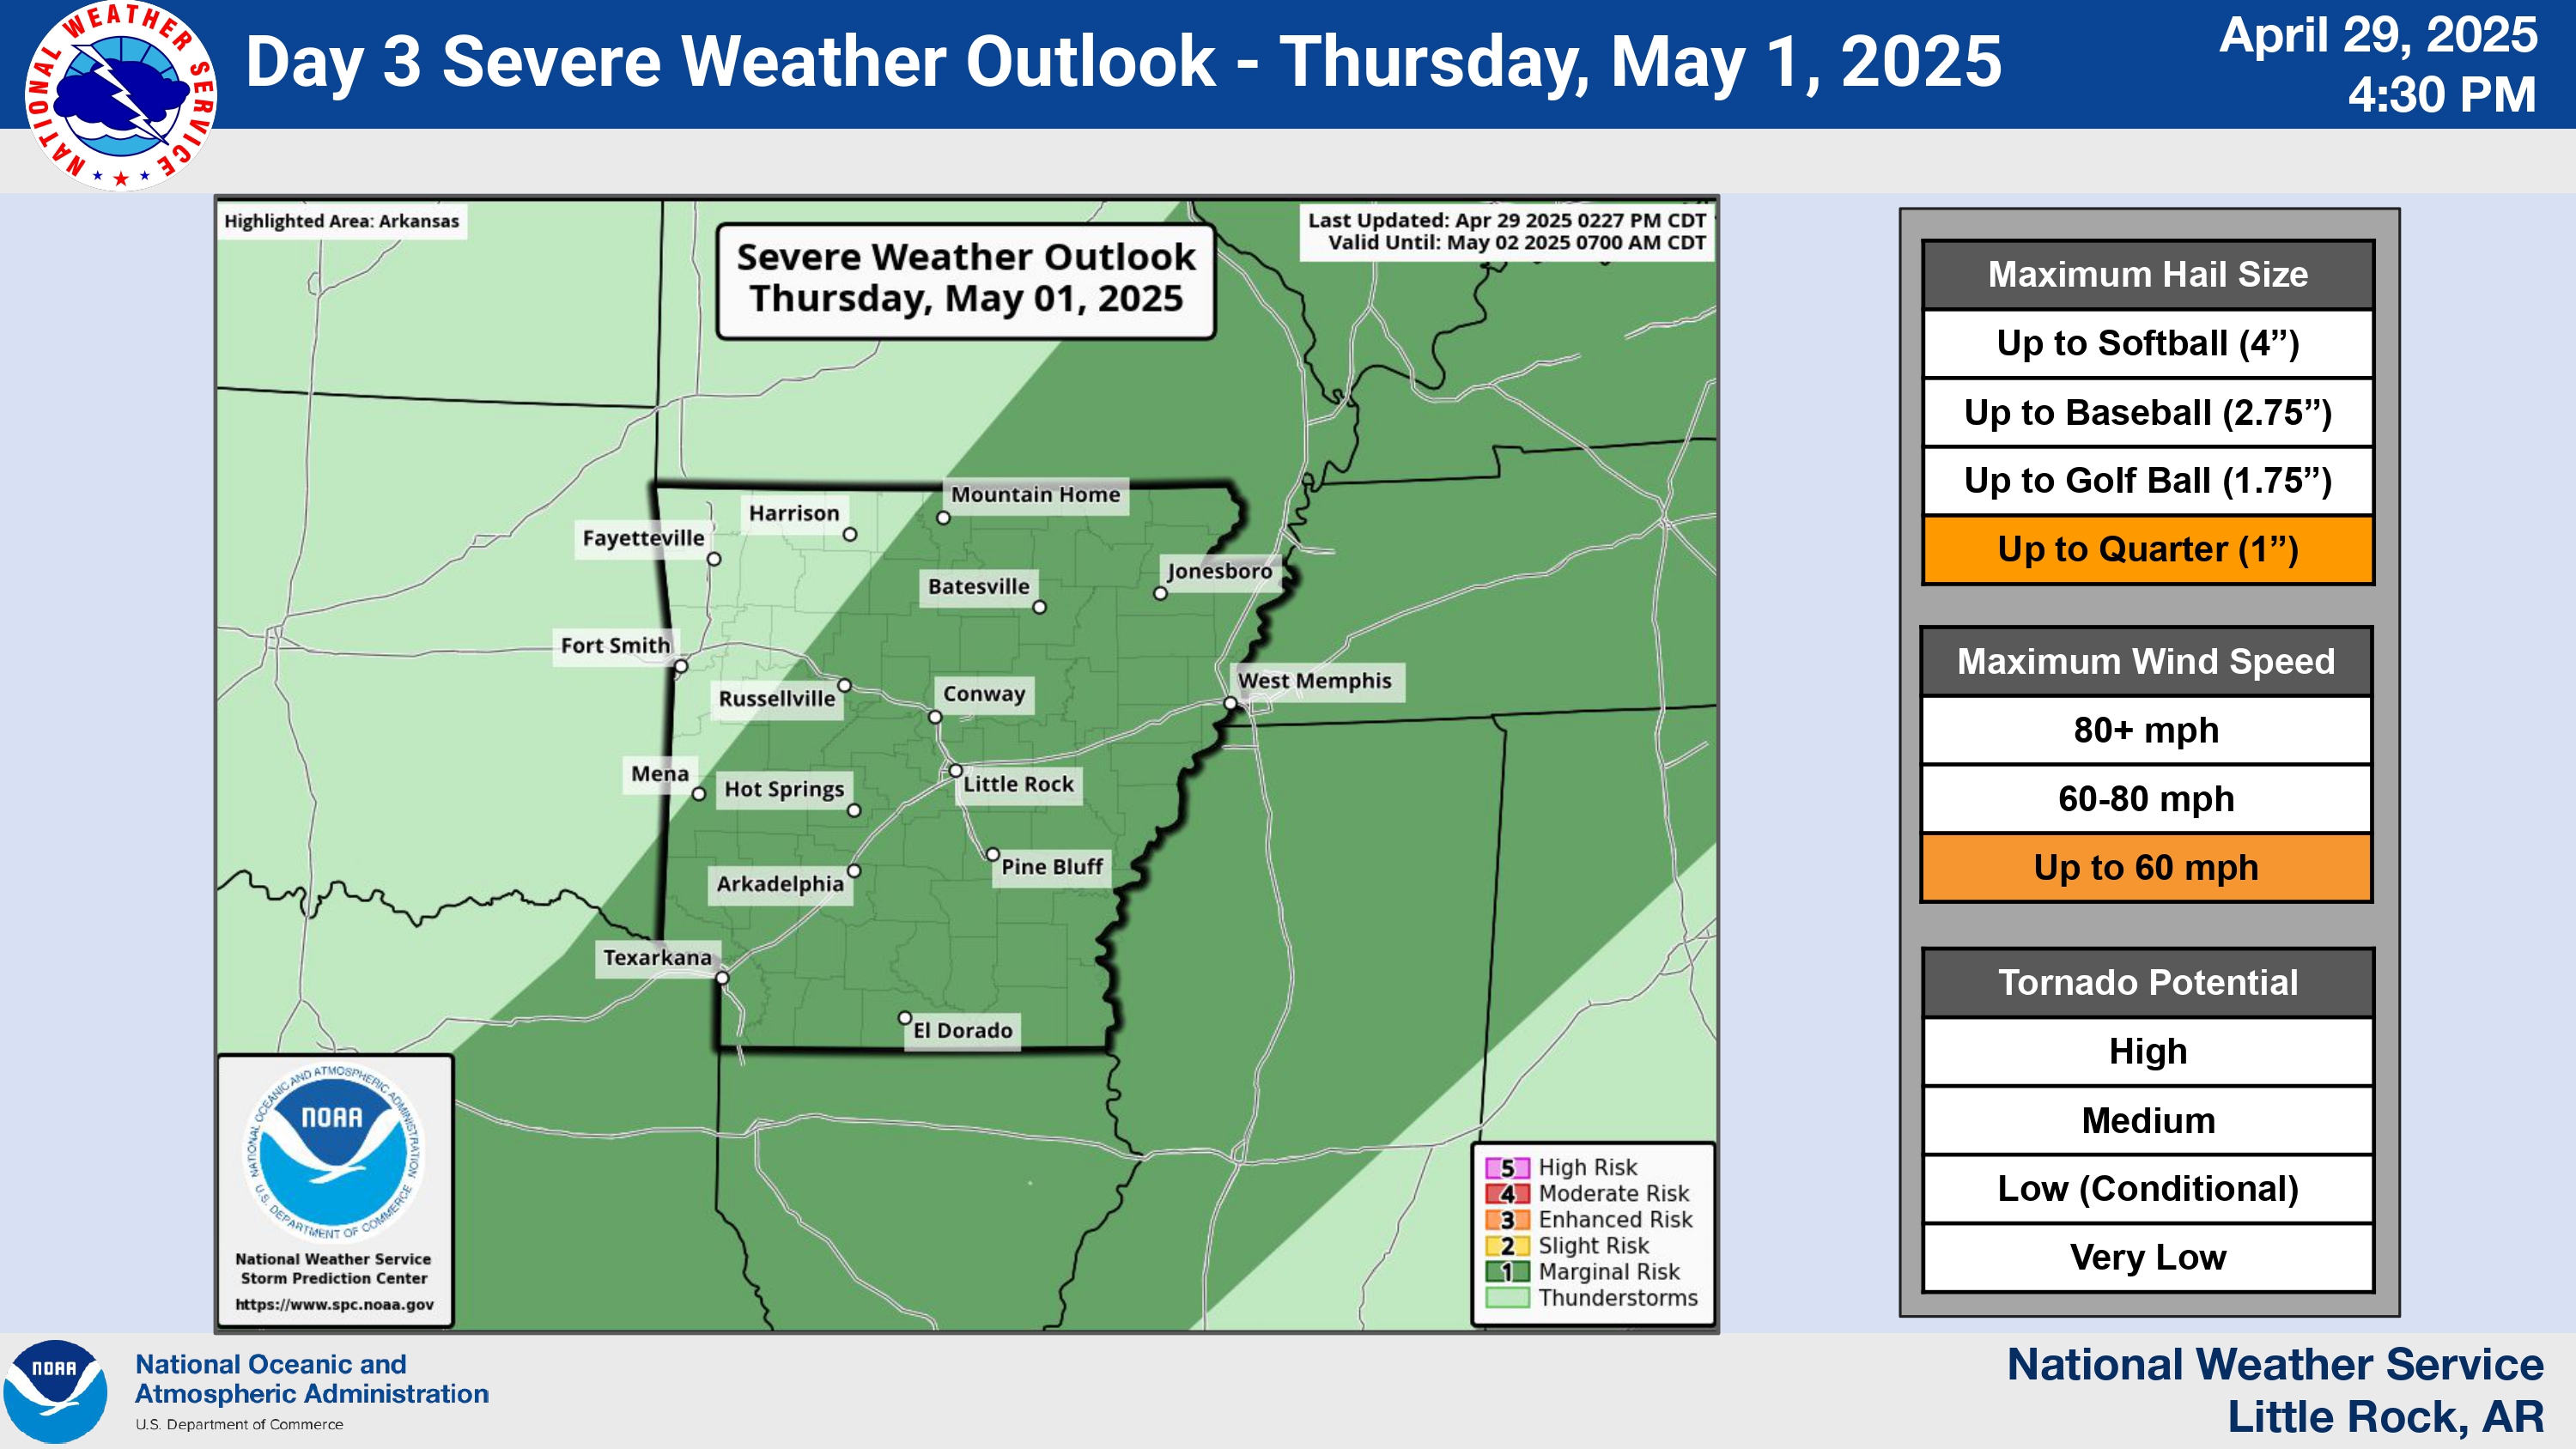 NATIONAL WEATHER SERVICE
Day 3 Severe Weather Outlook - Thursday, May 1, 2025
April 29, 2025
4:30 PM
Highlighted Area: Arkansas
Severe Weather Outlook
Thursday, May 01, 2025
Last Updated: Apr 29 2025 0227 PM CDT
Valid Until: May 02 2025 0700 AM CDT
Mountain Home
Harrison
Fayetteville
Jonesboro
Batesville
Fort Smith
West Memphis
Russellville
Conway
Mena
Hot Springs
Little Rock
Pine Bluff
Arkadelphia
Texarkana
El Dorado
NATIONAL OCEANIC AND ATMOSPHERIC ADMINISTRATION
NOAA
U.S. DEPARTMENT OF COMMERCE
National Weather Service
Storm Prediction Center
https://www.spc.noaa.gov
5 High Risk
4 Moderate Risk
3 Enhanced Risk
2 Slight Risk
1 Marginal Risk
Thunderstorms
Maximum Hail Size
Up to Softball (4”)
Up to Baseball (2.75”)
Up to Golf Ball (1.75”)
Up to Quarter (1”)
Maximum Wind Speed
80+ mph
60-80 mph
Up to 60 mph
Tornado Potential
High
Medium
Low (Conditional)
Very Low
NOAA
National Oceanic and
Atmospheric Administration
U.S. Department of Commerce
National Weather Service
Little Rock, AR